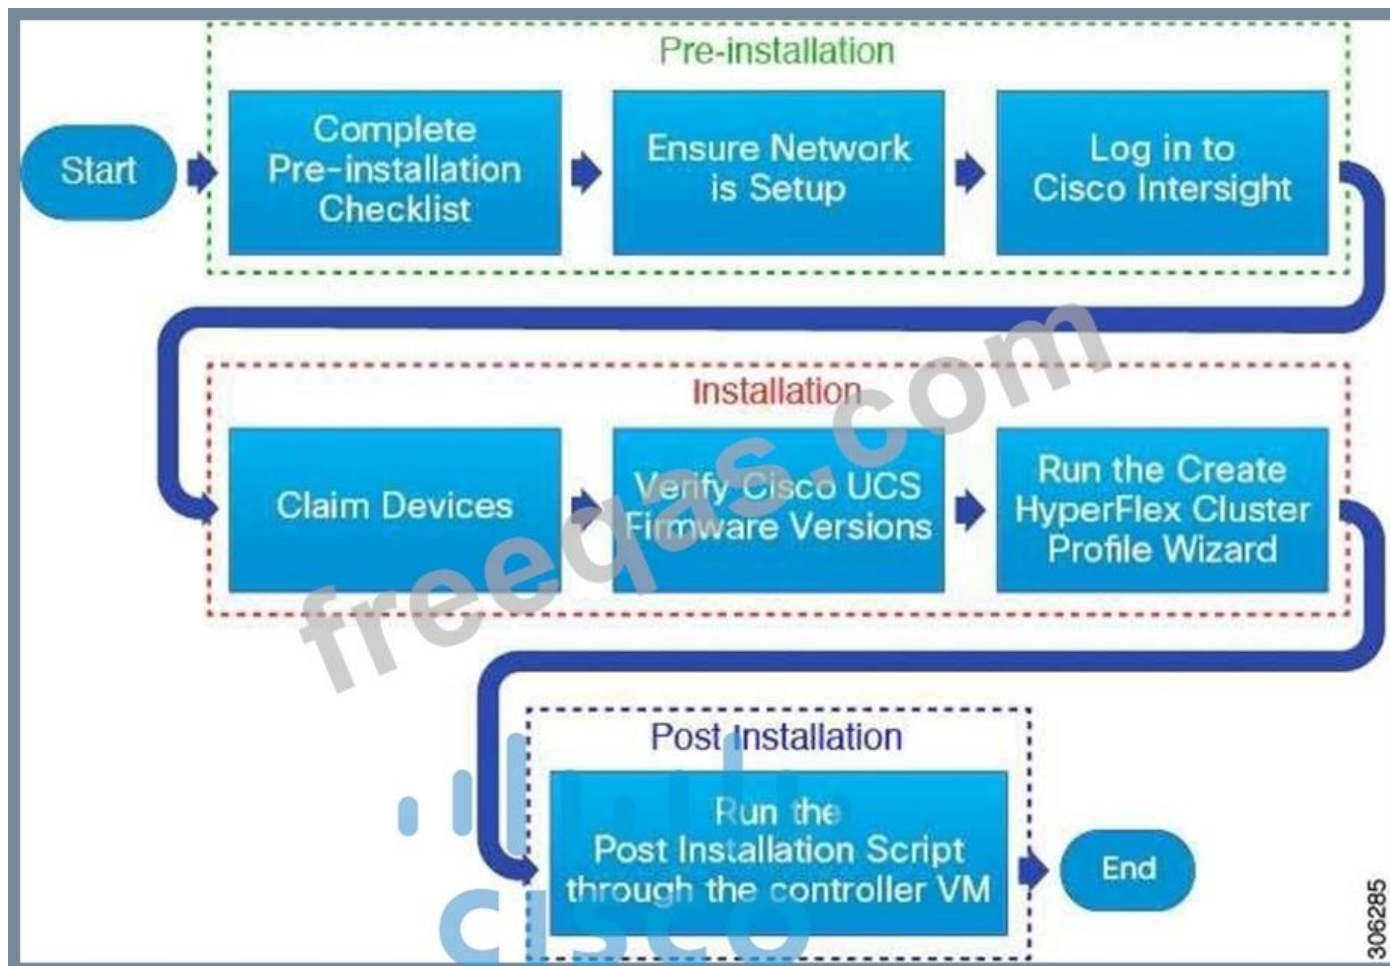 Pre-installation
Start
Complete
Pre-installation
Checklist
Ensure Network
is Setup
Log in to
Cisco Intersight
Installation
Claim Devices
Verify Cisco UCS
Firmware Versions
Run the Create
HyperFlex Cluster
Profile Wizard
freeqas.com
Post Installation
Run the
Post Installation Script
through the controller VM
End
CISCO
306285